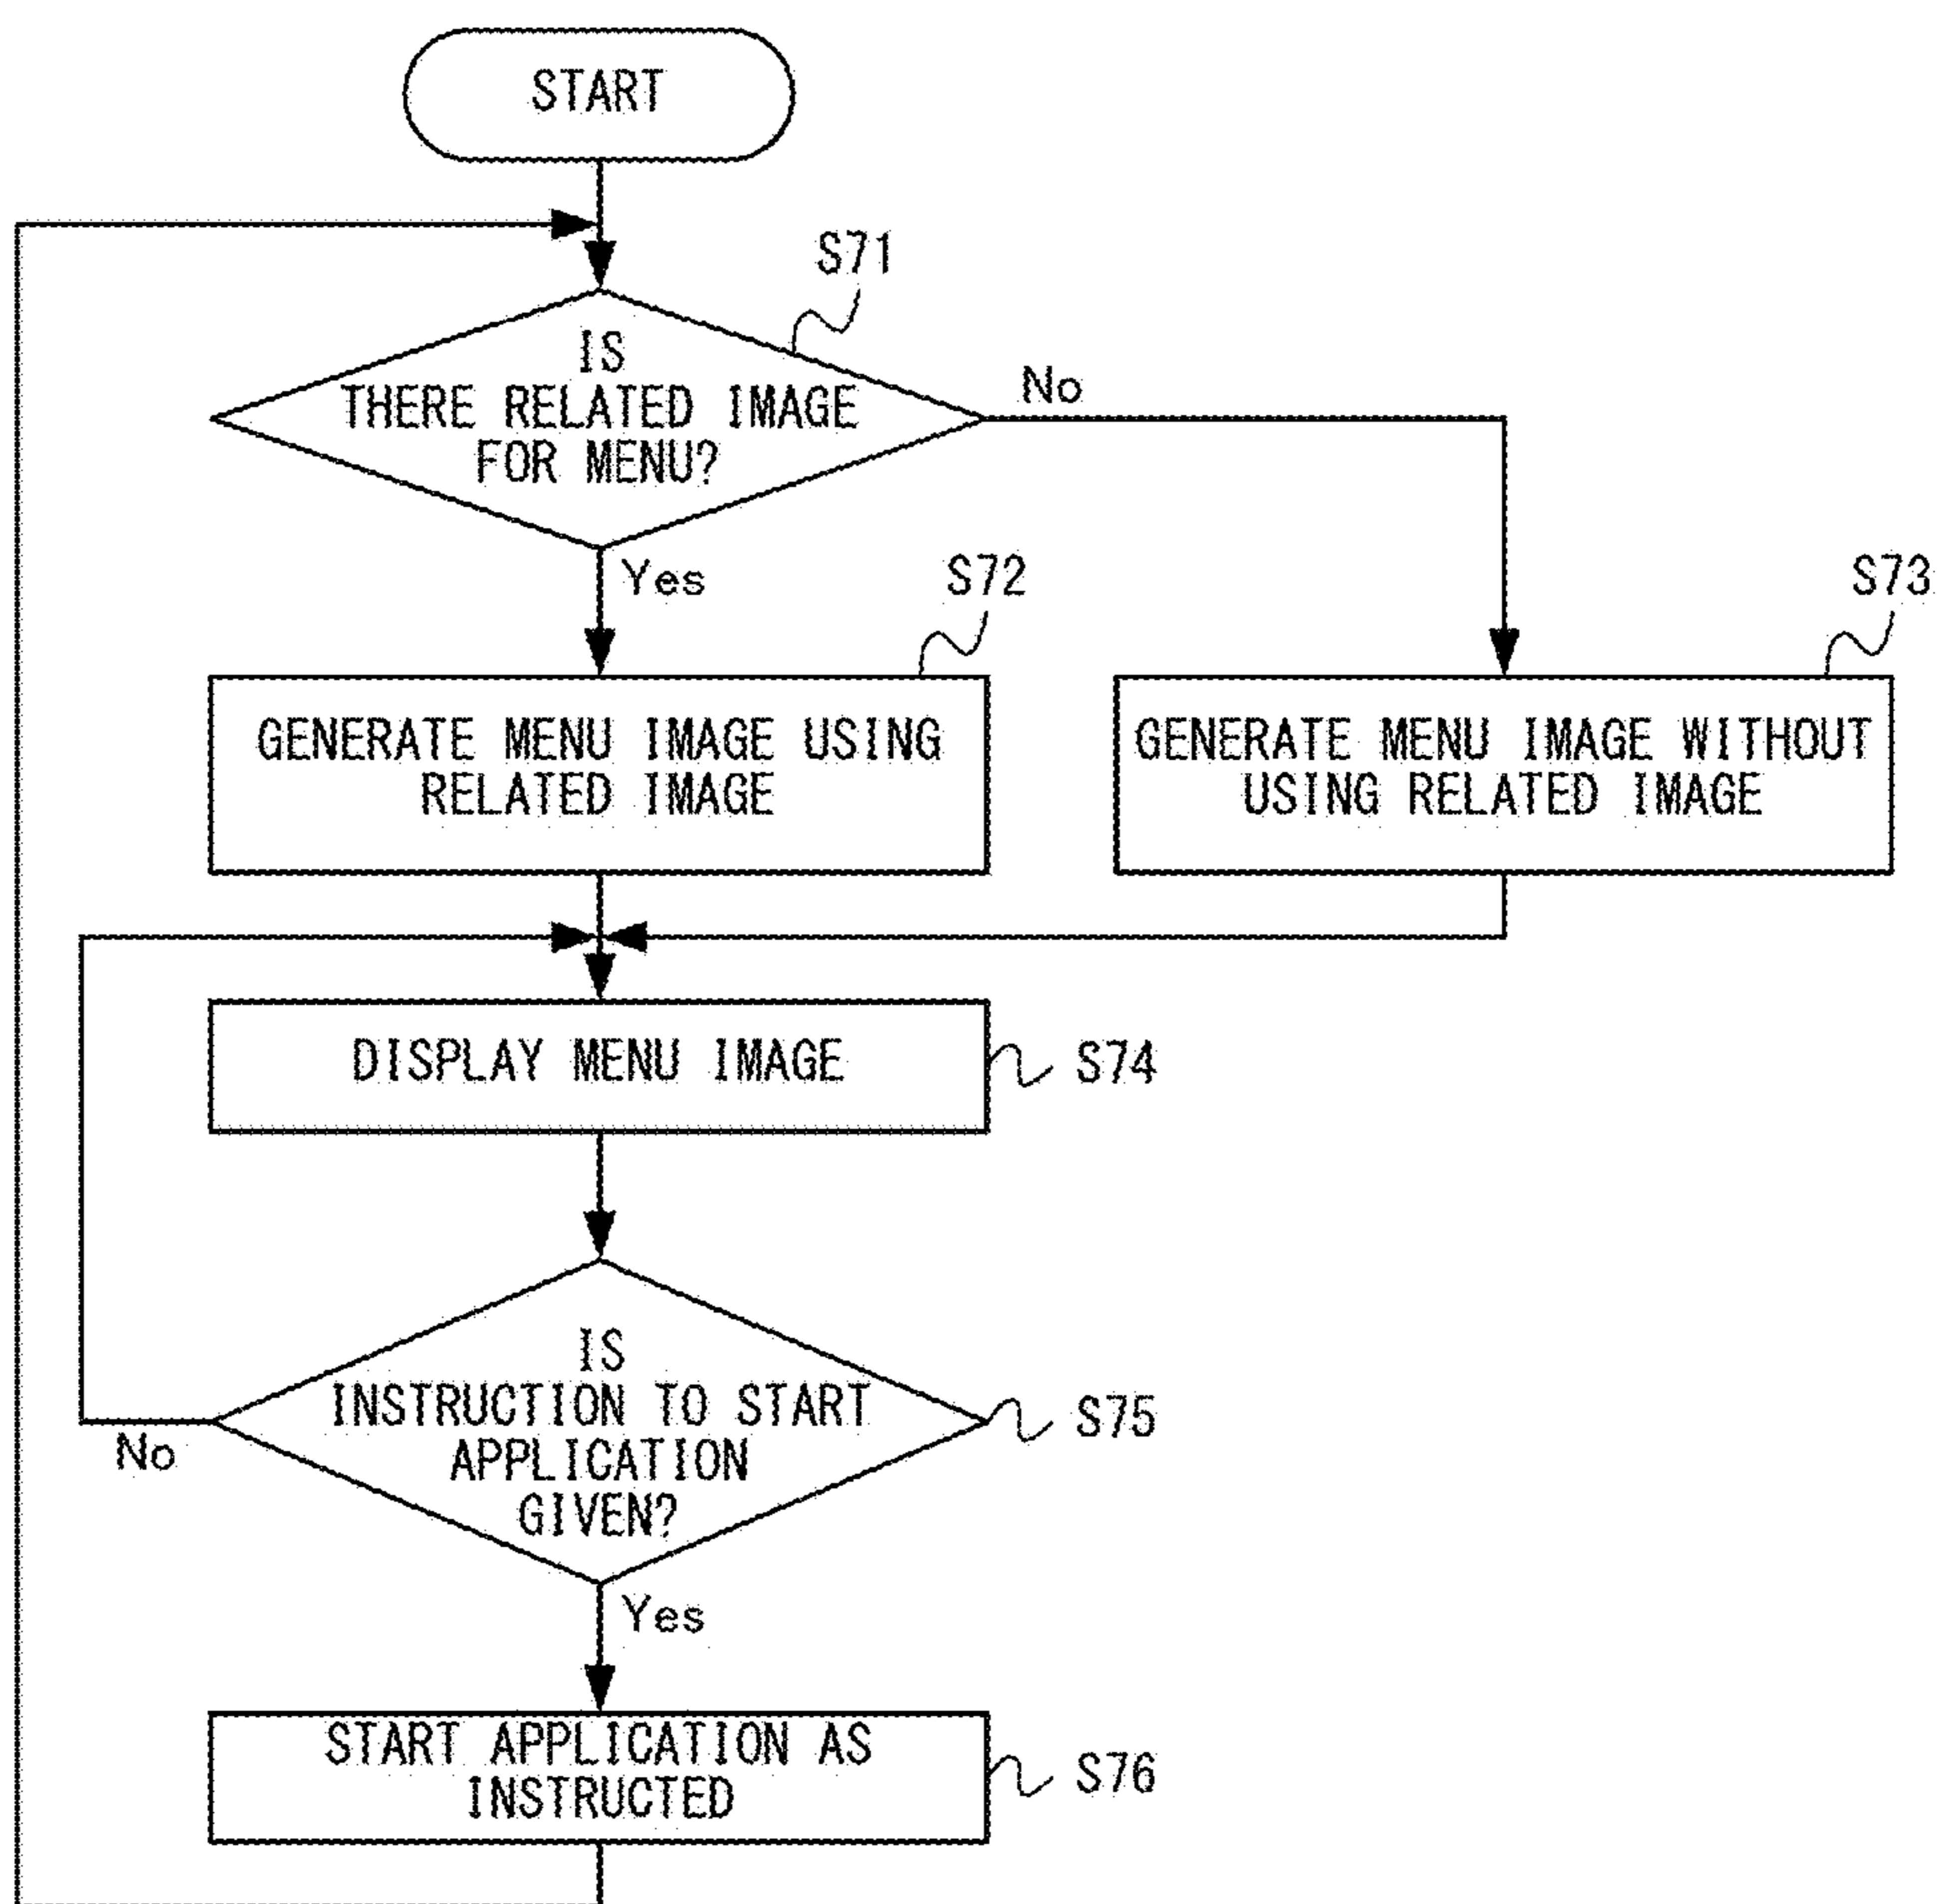 START
S71
IS
THERE RELATED IMAGE
FOR MENU?
No
Yes
S72
S73
GENERATE MENU IMAGE USING
RELATED IMAGE
GENERATE MENU IMAGE WITHOUT
USING RELATED IMAGE
DISPLAY MENU IMAGE
S74
IS
INSTRUCTION TO START
APPLICATION
GIVEN?
S75
No
Yes
START APPLICATION AS
INSTRUCTED
S76